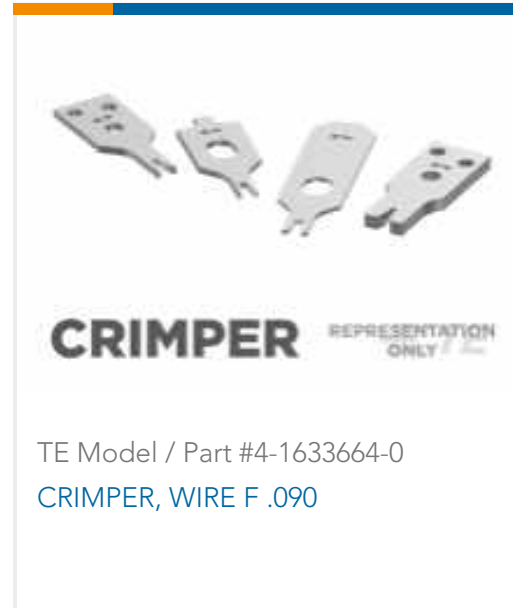 CRIMPER
REPRESENTATION
ONLY
TE Model / Part #4-1633664-0
CRIMPER, WIRE F .090